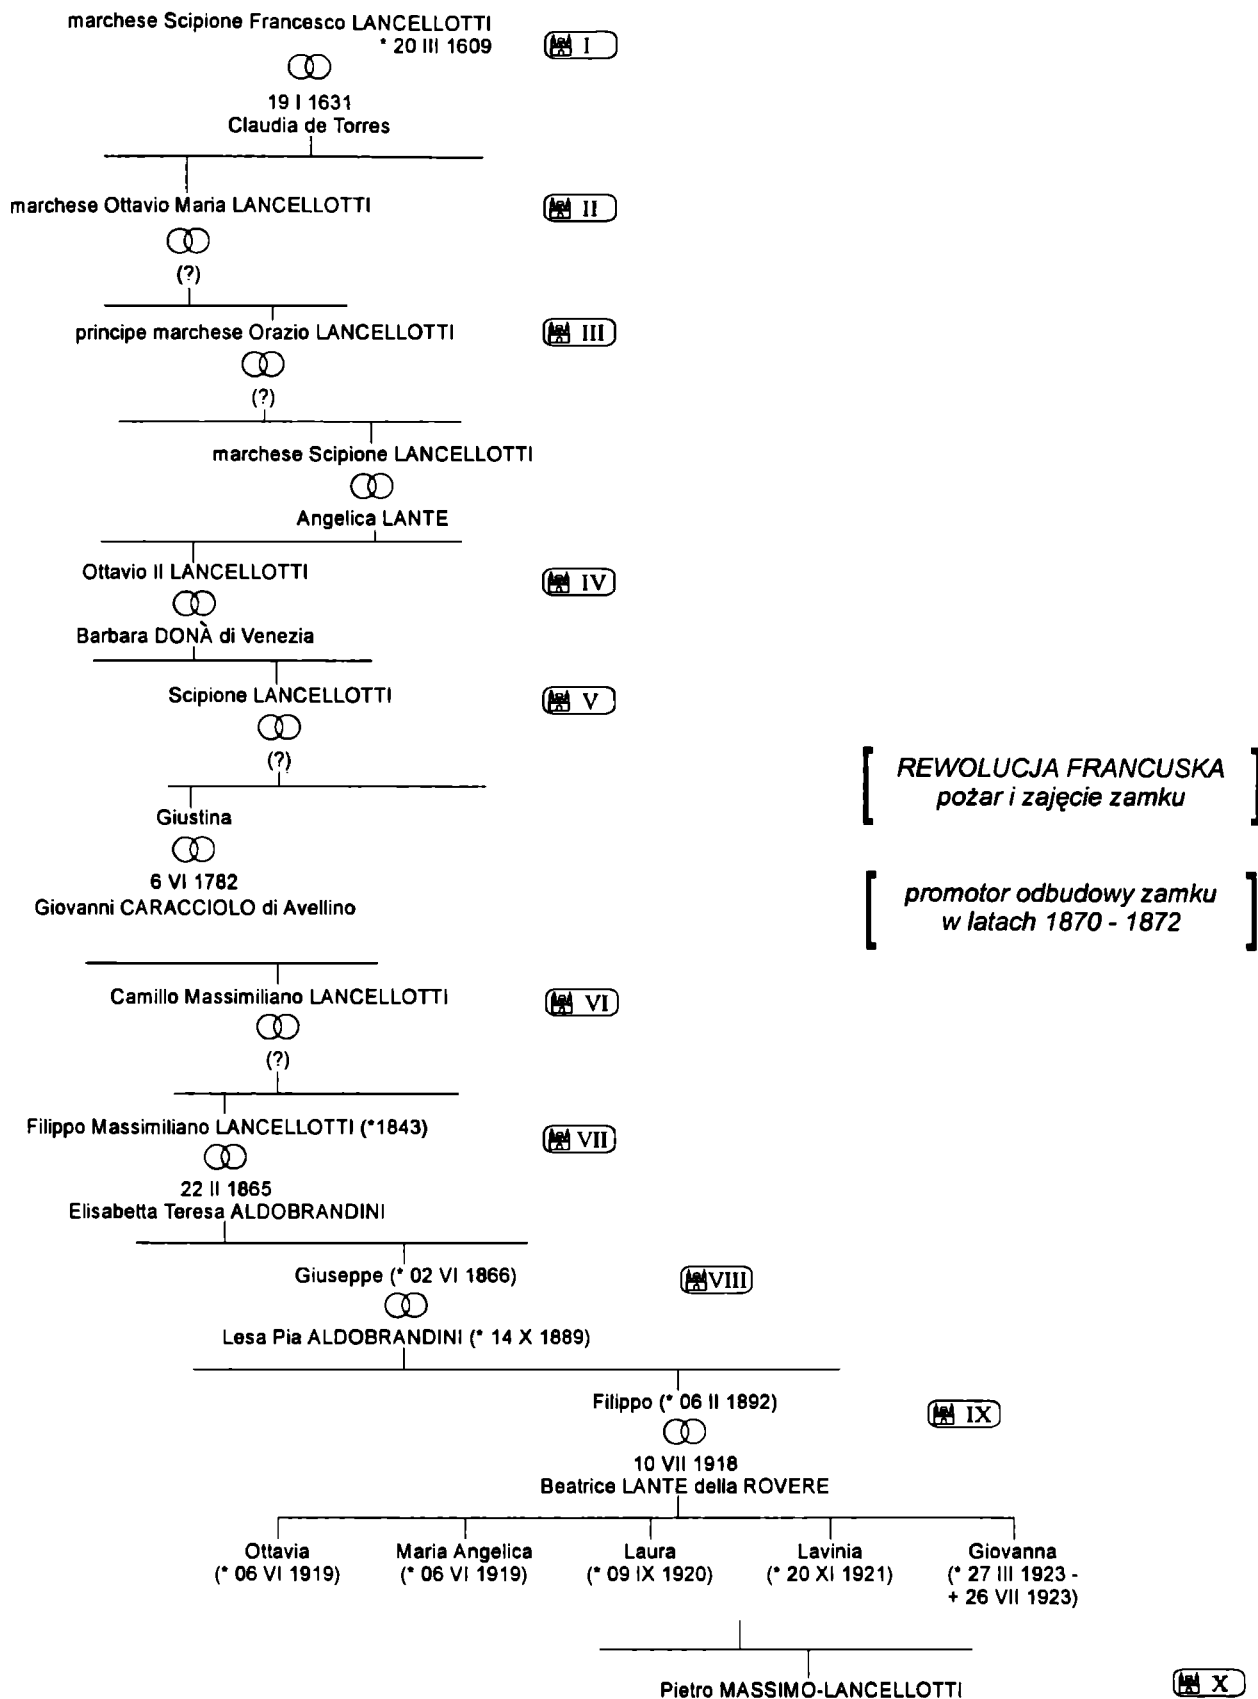 marchese Scipione Francesco LANCELLOTTI
* 20 III 1609
I
19 I 1631
Claudia de Torres
marchese Ottavio Maria LANCELLOTTI
II
(?)
principe marchese Orazio LANCELLOTTI
III
(?)
marchese Scipione LANCELLOTTI
Angelica LANTE
Ottavio II LANCELLOTTI
IV
Barbara DONÀ di Venezia
Scipione LANCELLOTTI
V
(?)
[ REWOLUCJA FRANCUSKA
pożar i zajęcie zamku ]
Giustina
6 VI 1782
Giovanni CARACCIOLO di Avellino
[ promotor odbudowy zamku
w latach 1870 - 1872 ]
Camillo Massimiliano LANCELLOTTI
VI
(?)
Filippo Massimiliano LANCELLOTTI (*1843)
VII
22 II 1865
Elisabetta Teresa ALDOBRANDINI
Giuseppe (* 02 VI 1866)
VIII
Lesa Pia ALDOBRANDINI (* 14 X 1889)
Filippo (* 06 II 1892)
IX
10 VII 1918
Beatrice LANTE della ROVERE
Ottavia
(* 06 VI 1919)
Maria Angelica
(* 06 VI 1919)
Laura
(* 09 IX 1920)
Lavinia
(* 20 XI 1921)
Giovanna
(* 27 III 1923 -
+ 26 VII 1923)
Pietro MASSIMO-LANCELLOTTI
X